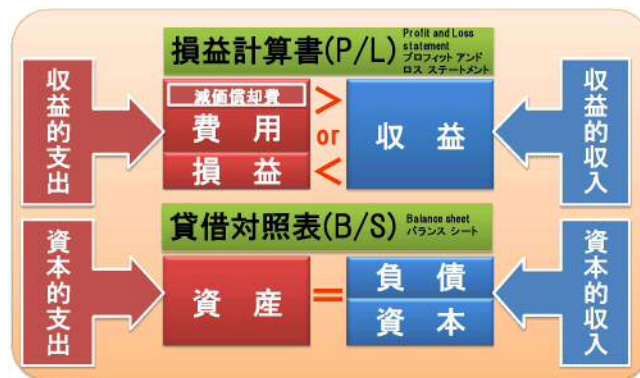 損益計算書(P/L)
Profit and Loss
statement
プロフィット アンド
ロス ステートメント
収益的支出
減価償却費
費 用
損 益
>
or
<
収 益
収益的収入
貸借対照表(B/S)
Balance sheet
バランス シート
資本的支出
資 産
=
負 債
資 本
資本的収入